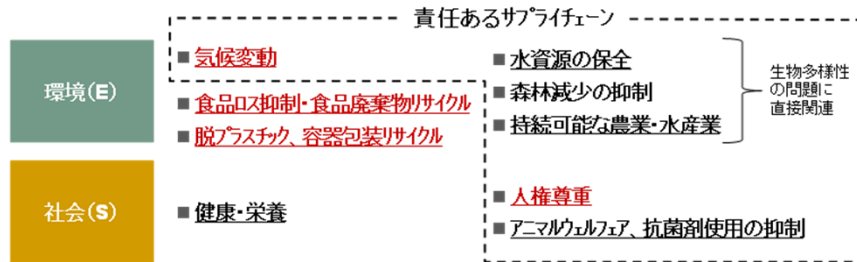 責任あるサプライチェーン
環境(E)
■気候変動
■食品ロス抑制・食品廃棄物リサイクル
■脱プラスチック、容器包装リサイクル
■水資源の保全
■森林減少の抑制
■持続可能な農業・水産業
生物多様性
の問題に
直接関連
社会(S)
■健康・栄養
■人権尊重
■アニマルウェルフェア、抗菌剤使用の抑制